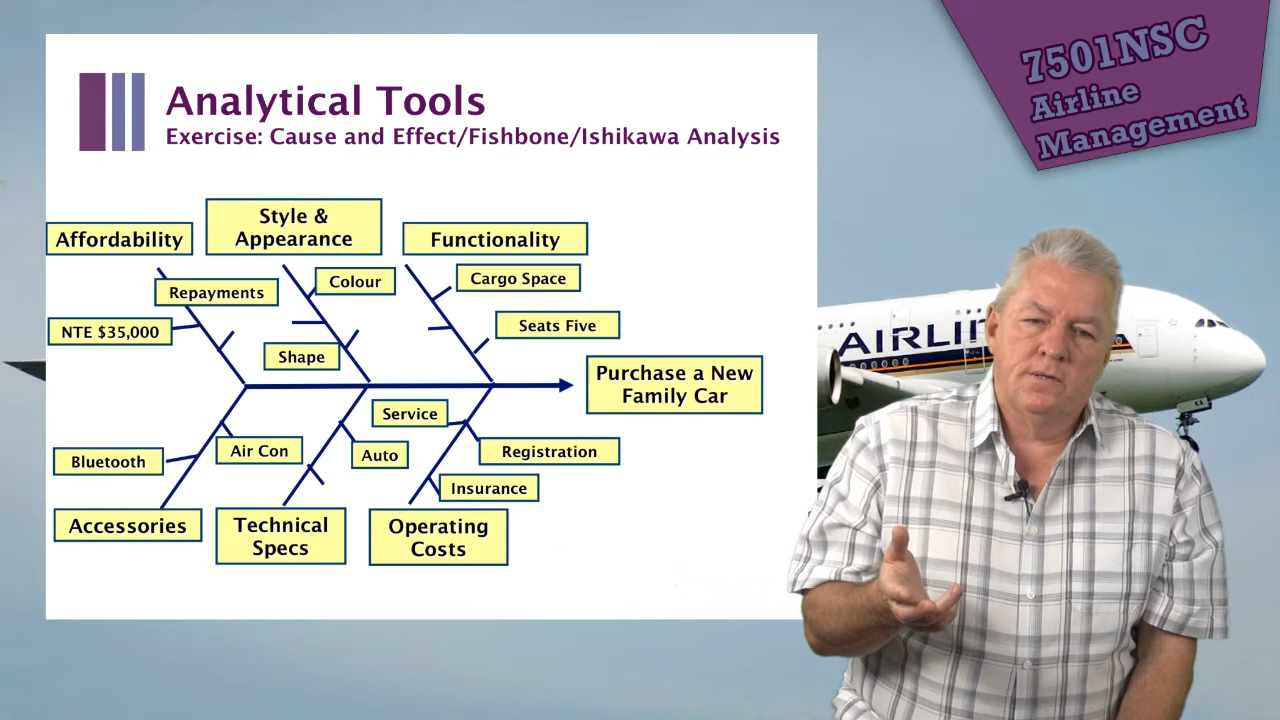 7501NSC
Airline
Management
Analytical Tools
Exercise: Cause and Effect/Fishbone/Ishikawa Analysis
Affordability
Style &
Appearance
Functionality
Repayments
Colour
Cargo Space
NTE $35,000
Shape
Seats Five
Purchase a New
Family Car
Service
Bluetooth
Air Con
Auto
Registration
Insurance
Accessories
Technical
Specs
Operating
Costs